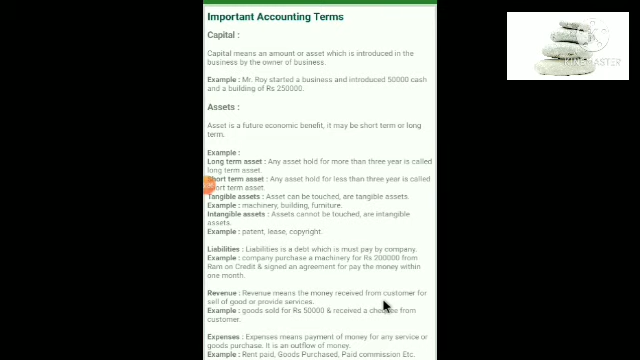 Important Accounting Terms
Capital :
Capital means an amount or asset which is introduced in the
business by the owner of business.
Example : Mr. Roy started a business and introduced 50000 cash
and a building of Rs 250000.
Assets :
Asset is a future economic benefit, it may be short term or long
term.
Example :
Long term asset : Any asset hold for more than three year is called
long term asset.
Short term asset : Any asset hold for less than three year is called
short term asset.
Tangible assets : Asset can be touched, are tangible assets.
Example : machinery, building, furniture.
Intangible assets : Assets cannot be touched, are intangible
assets.
Example : patent, lease, copyright.
Liabilities : Liabilities is a debt which is must pay by company.
Example : company purchase a machinery for Rs 200000 from
Ram on Credit & signed an agreement for pay the money within
one month.
Revenue : Revenue means the money received from customer for
sell of good or provide services.
Example : goods sold for Rs 50000 & received a cheque from
customer.
Expenses : Expenses means payment of money for any service or
goods purchase. It is an outflow of money.
Example : Rent paid, Goods Purchased, Paid commission Etc.